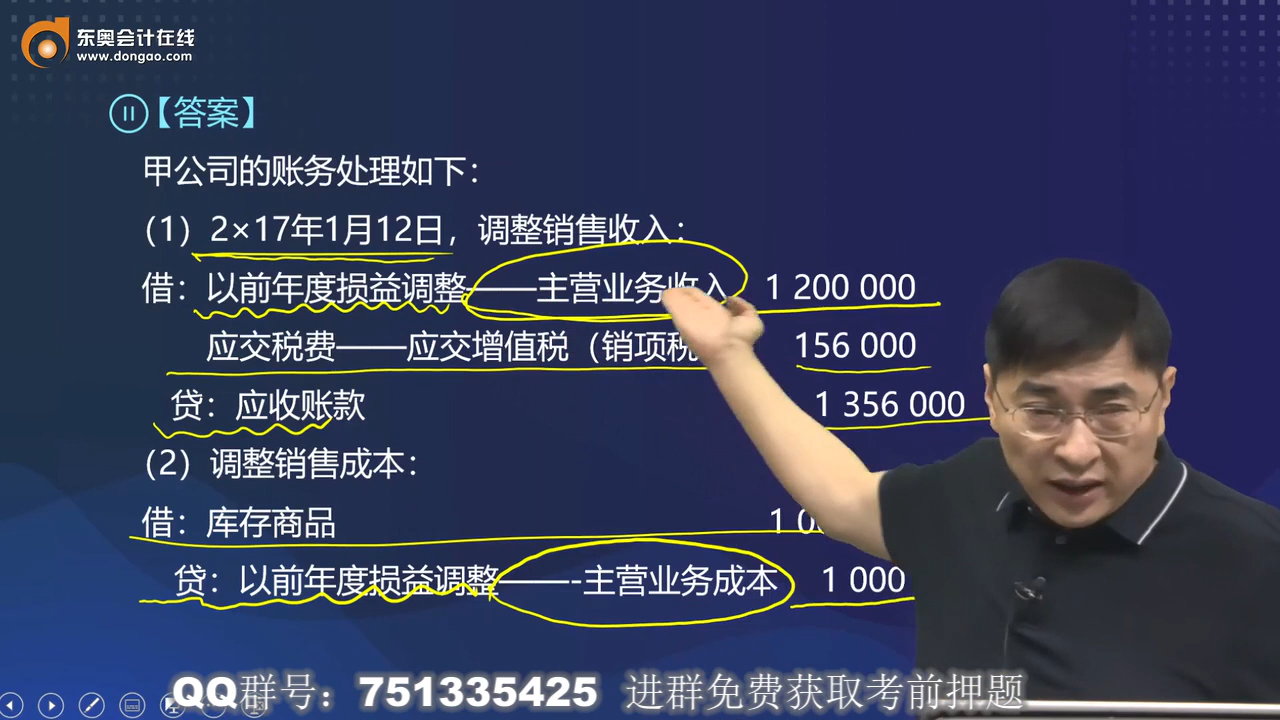 东奥会计在线
www.dongao.com
【答案】
甲公司的账务处理如下：
（1）2×17年1月12日，调整销售收入：
借：以前年度损益调整——主营业务收入 1 200 000
应交税费——应交增值税（销项税 156 000
贷：应收账款 1 356 000
（2）调整销售成本：
借：库存商品 1
贷：以前年度损益调整——-主营业务成本 1 000
QQ群号：751335425 进群免费获取考前押题